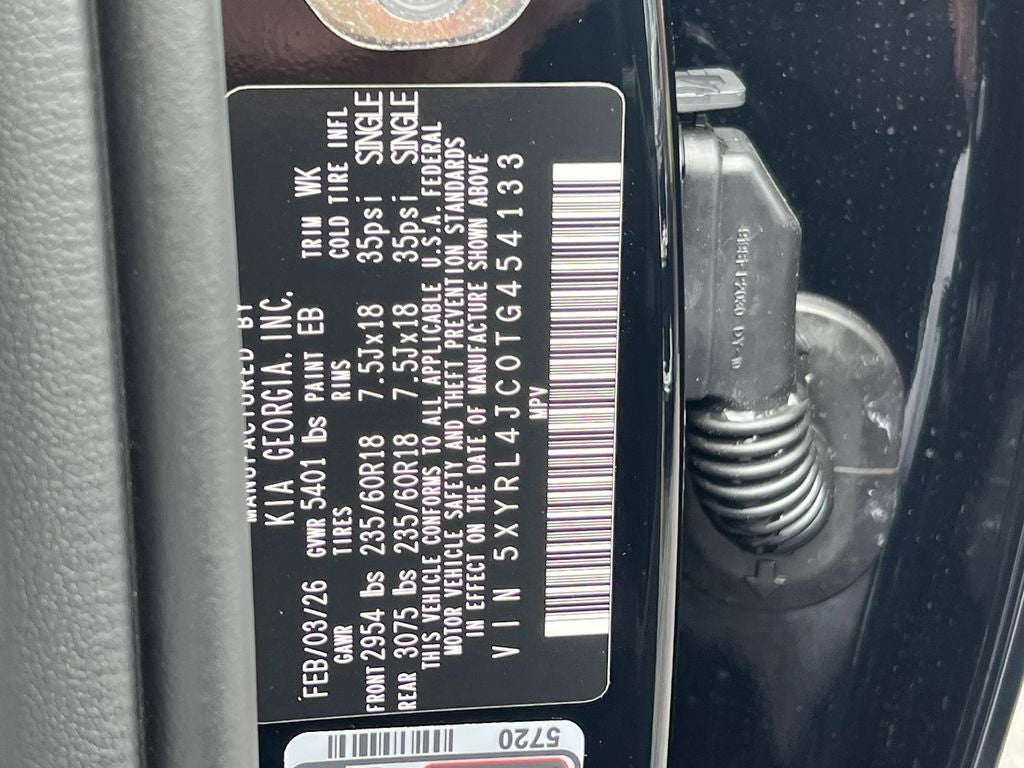 MANUFACTURED BY
KIA GEORGIA, INC.
FEB/03/26 GVWR 5401 lbs PAINT EB TRIM WK
GAWR TIRES RINS COLD TIRE INFL
FRONT 2954 lbs 235/60R18 7.5Jx18 35psi SINGLE
REAR 3075 lbs 235/60R18 7.5Jx18 35psi SINGLE
THIS VEHICLE CONFORMS TO ALL APPLICABLE U.S.A. FEDERAL
MOTOR VEHICLE SAFETY AND THEFT PREVENTION STANDARDS
IN EFFECT ON THE DATE OF MANUFACTURE SHOWN ABOVE
VIN 5XYRL4JC0TG454133
MPV
5720